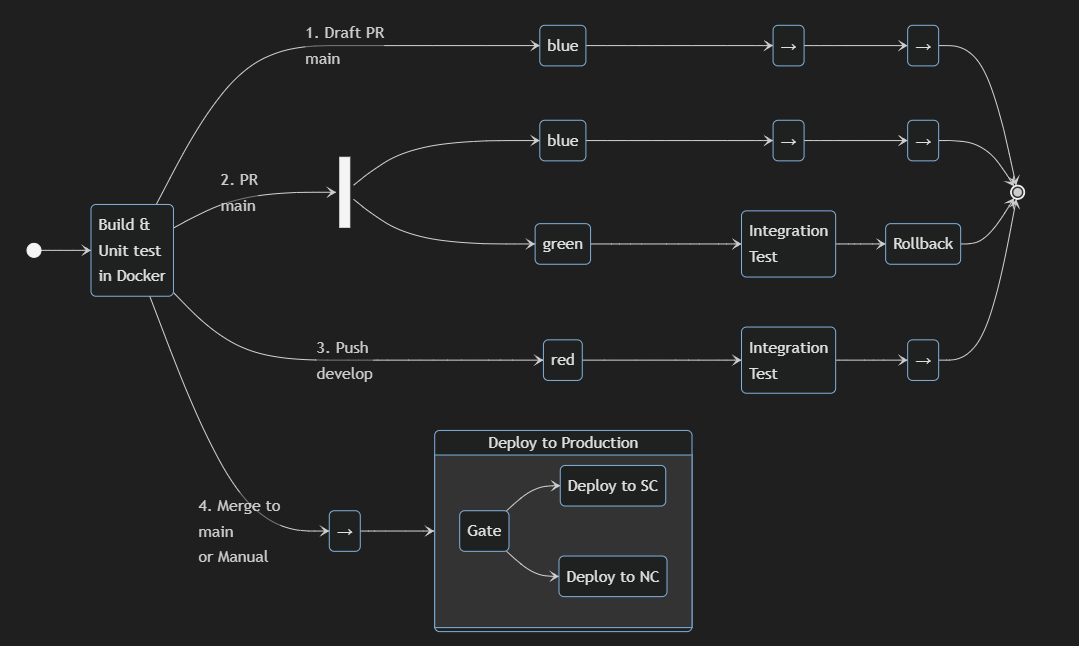 1. Draft PR
main
blue
→
→
2. PR
main
blue
→
→
Build &
Unit test
in Docker
green
Integration
Test
Rollback
3. Push
develop
red
Integration
Test
→
4. Merge to
main
or Manual
→
Deploy to Production
Gate
Deploy to SC
Deploy to NC